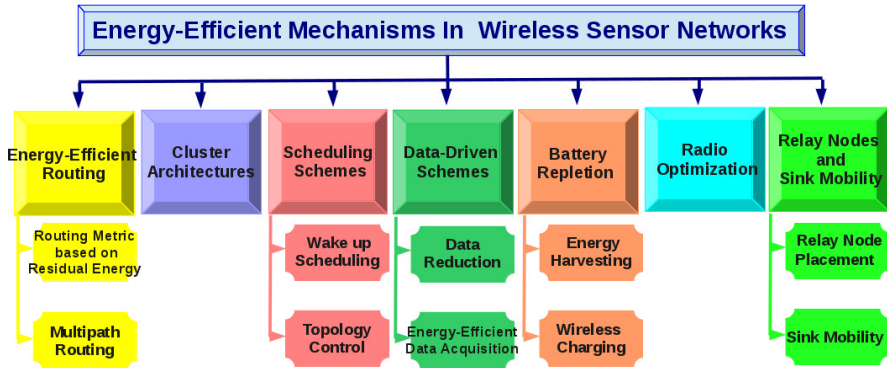 Energy-Efficient Mechanisms In Wireless Sensor Networks
Energy-Efficient
Routing
Cluster
Architectures
Scheduling
Schemes
Data-Driven
Schemes
Battery
Repletion
Radio
Optimization
Relay Nodes
and
Sink Mobility
Routing Metric
based on
Residual Energy
Wake up
Scheduling
Data
Reduction
Energy
Harvesting
Relay Node
Placement
Multipath
Routing
Topology
Control
Energy-Efficient
Data Acquisition
Wireless
Charging
Sink Mobility